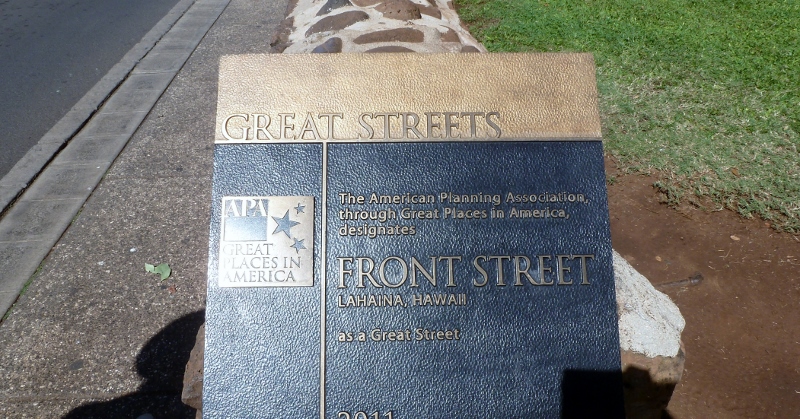 GREAT STREETS
APA
GREAT
PLACES IN
AMERICA
The American Planning Association,
through Great Places in America,
designates
FRONT STREET
LAHAINA, HAWAII
as a Great Street
2011